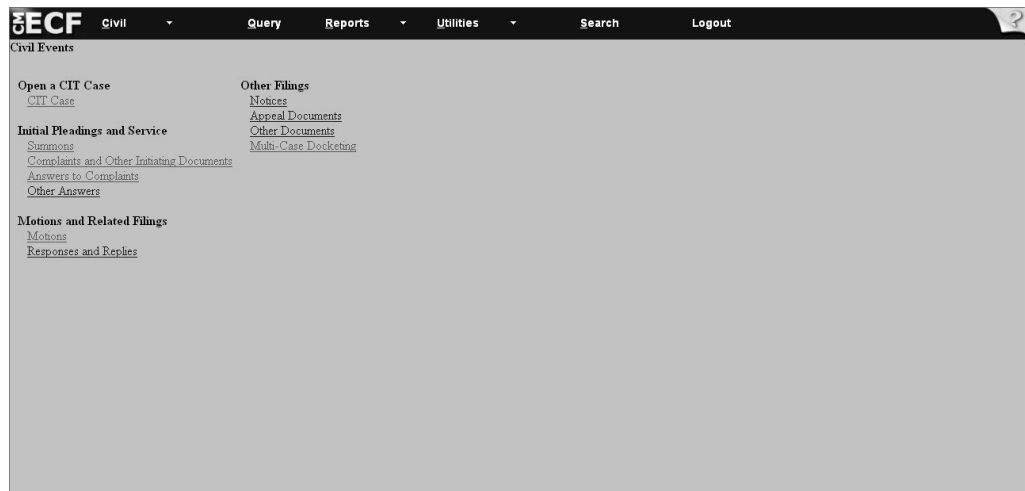 CM ECF Civil Query Reports Utilities Search Logout ?
Civil Events
Open a CIT Case
CIT Case
Initial Pleadings and Service
Summons
Complaints and Other Initiating Documents
Answers to Complaints
Other Answers
Motions and Related Filings
Motions
Responses and Replies
Other Filings
Notices
Appeal Documents
Other Documents
Multi-Case Docketing